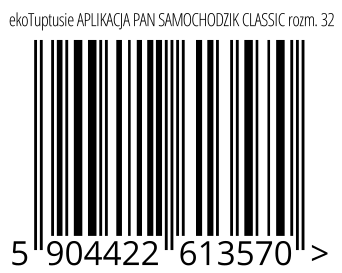 ekoTuptusie APLIKACJA PAN SAMOCHODZIK CLASSIC rozm. 32
5 904422 613570 >